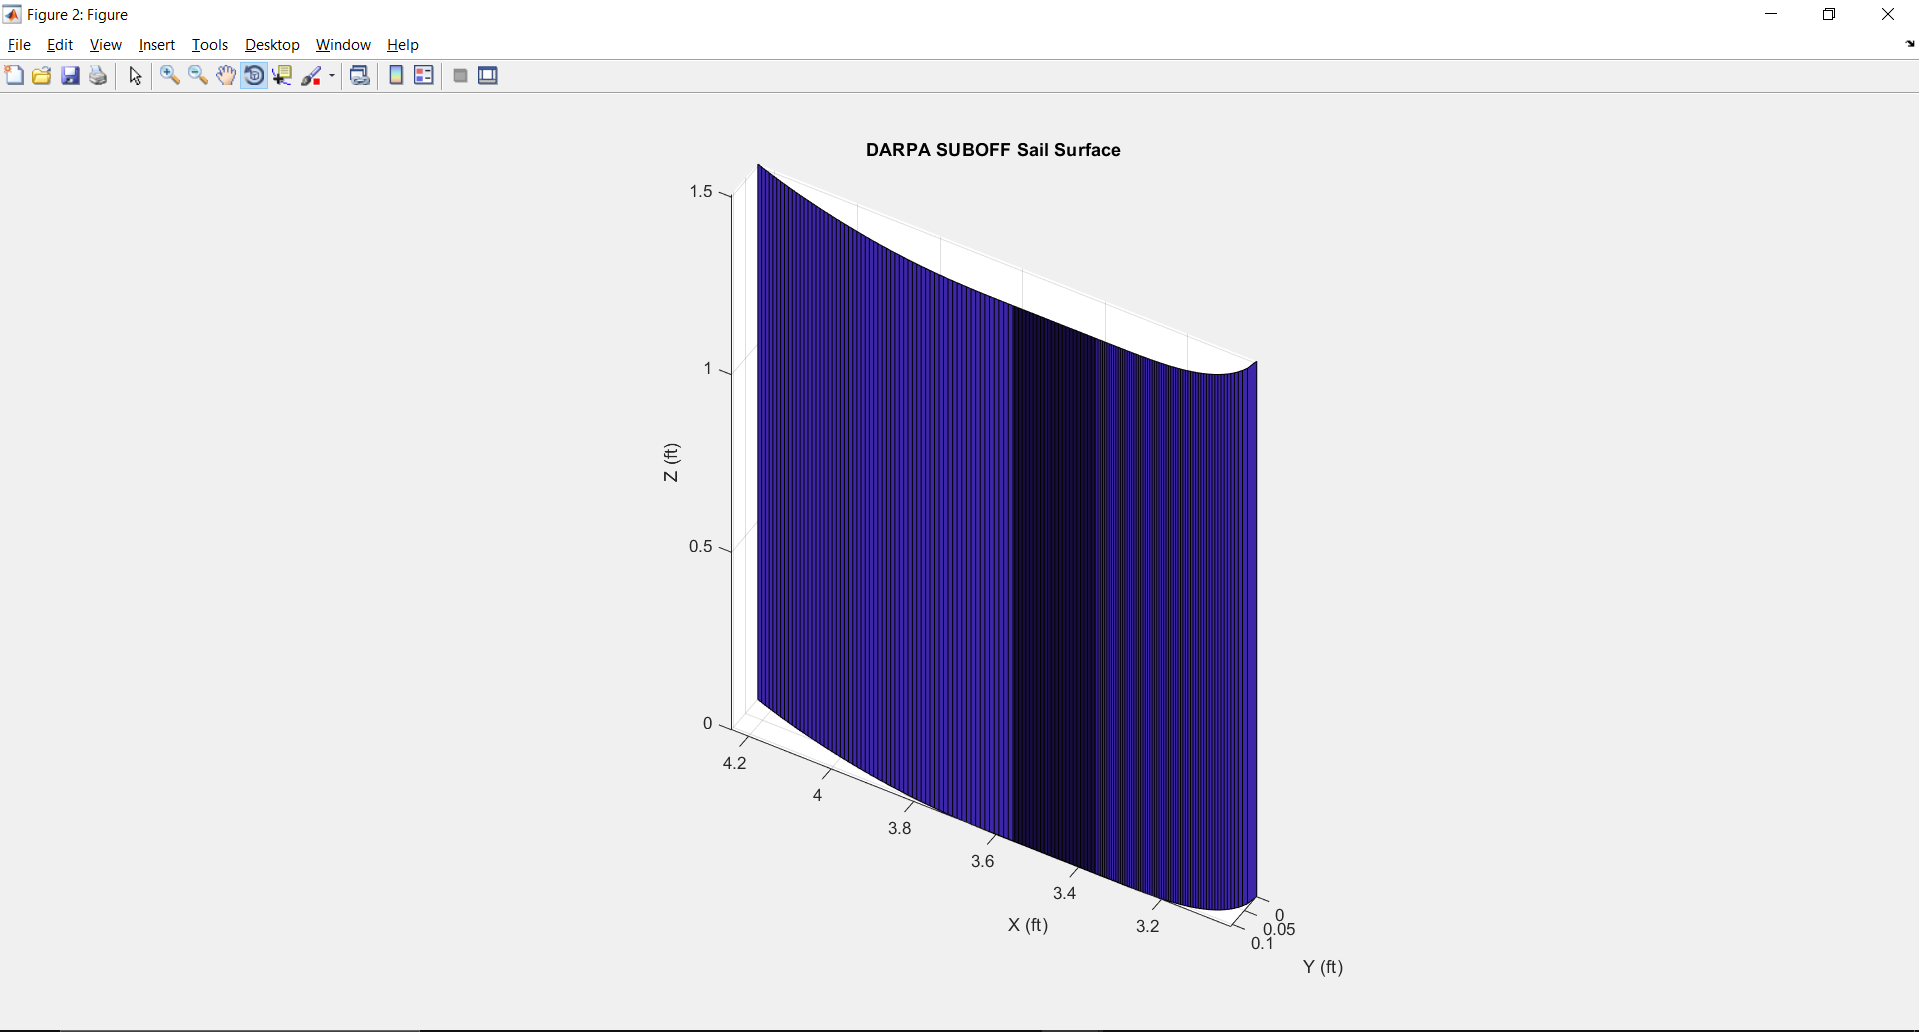 Figure 2: Figure
File Edit View Insert Tools Desktop Window Help
DARPA SUBOFF Sail Surface
1.5
1
0.5
0
Z (ft)
4.2
4
3.8
3.6
3.4
3.2
X (ft)
0
0.05
0.1
Y (ft)